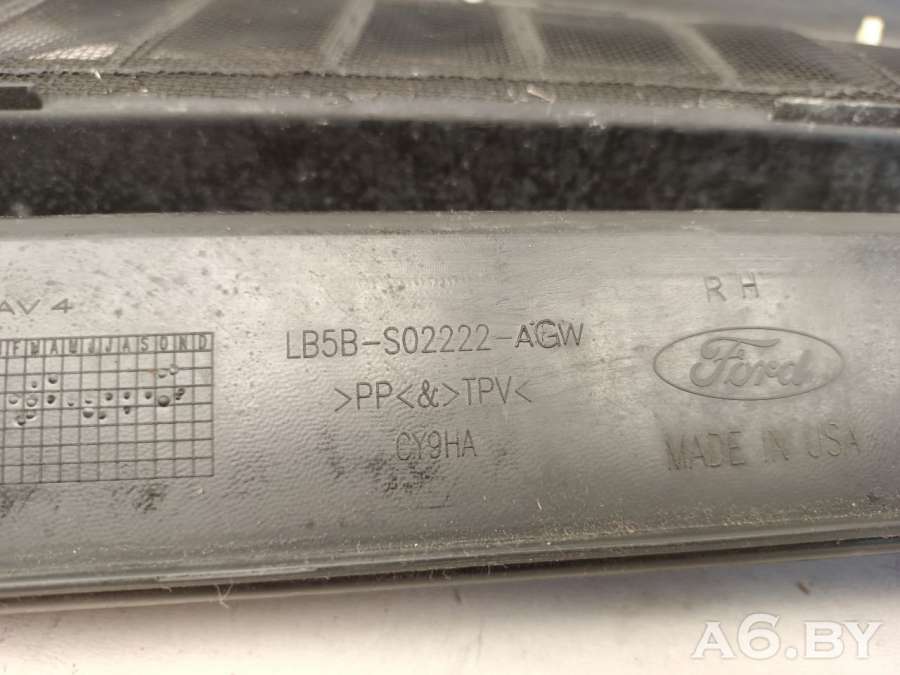 AV 4
R H
J F M A M J J A S O N D
LB5B-S02222-AGW
>PP<&>TPV<
CY9HA
Ford
MADE IN USA
A6.BY